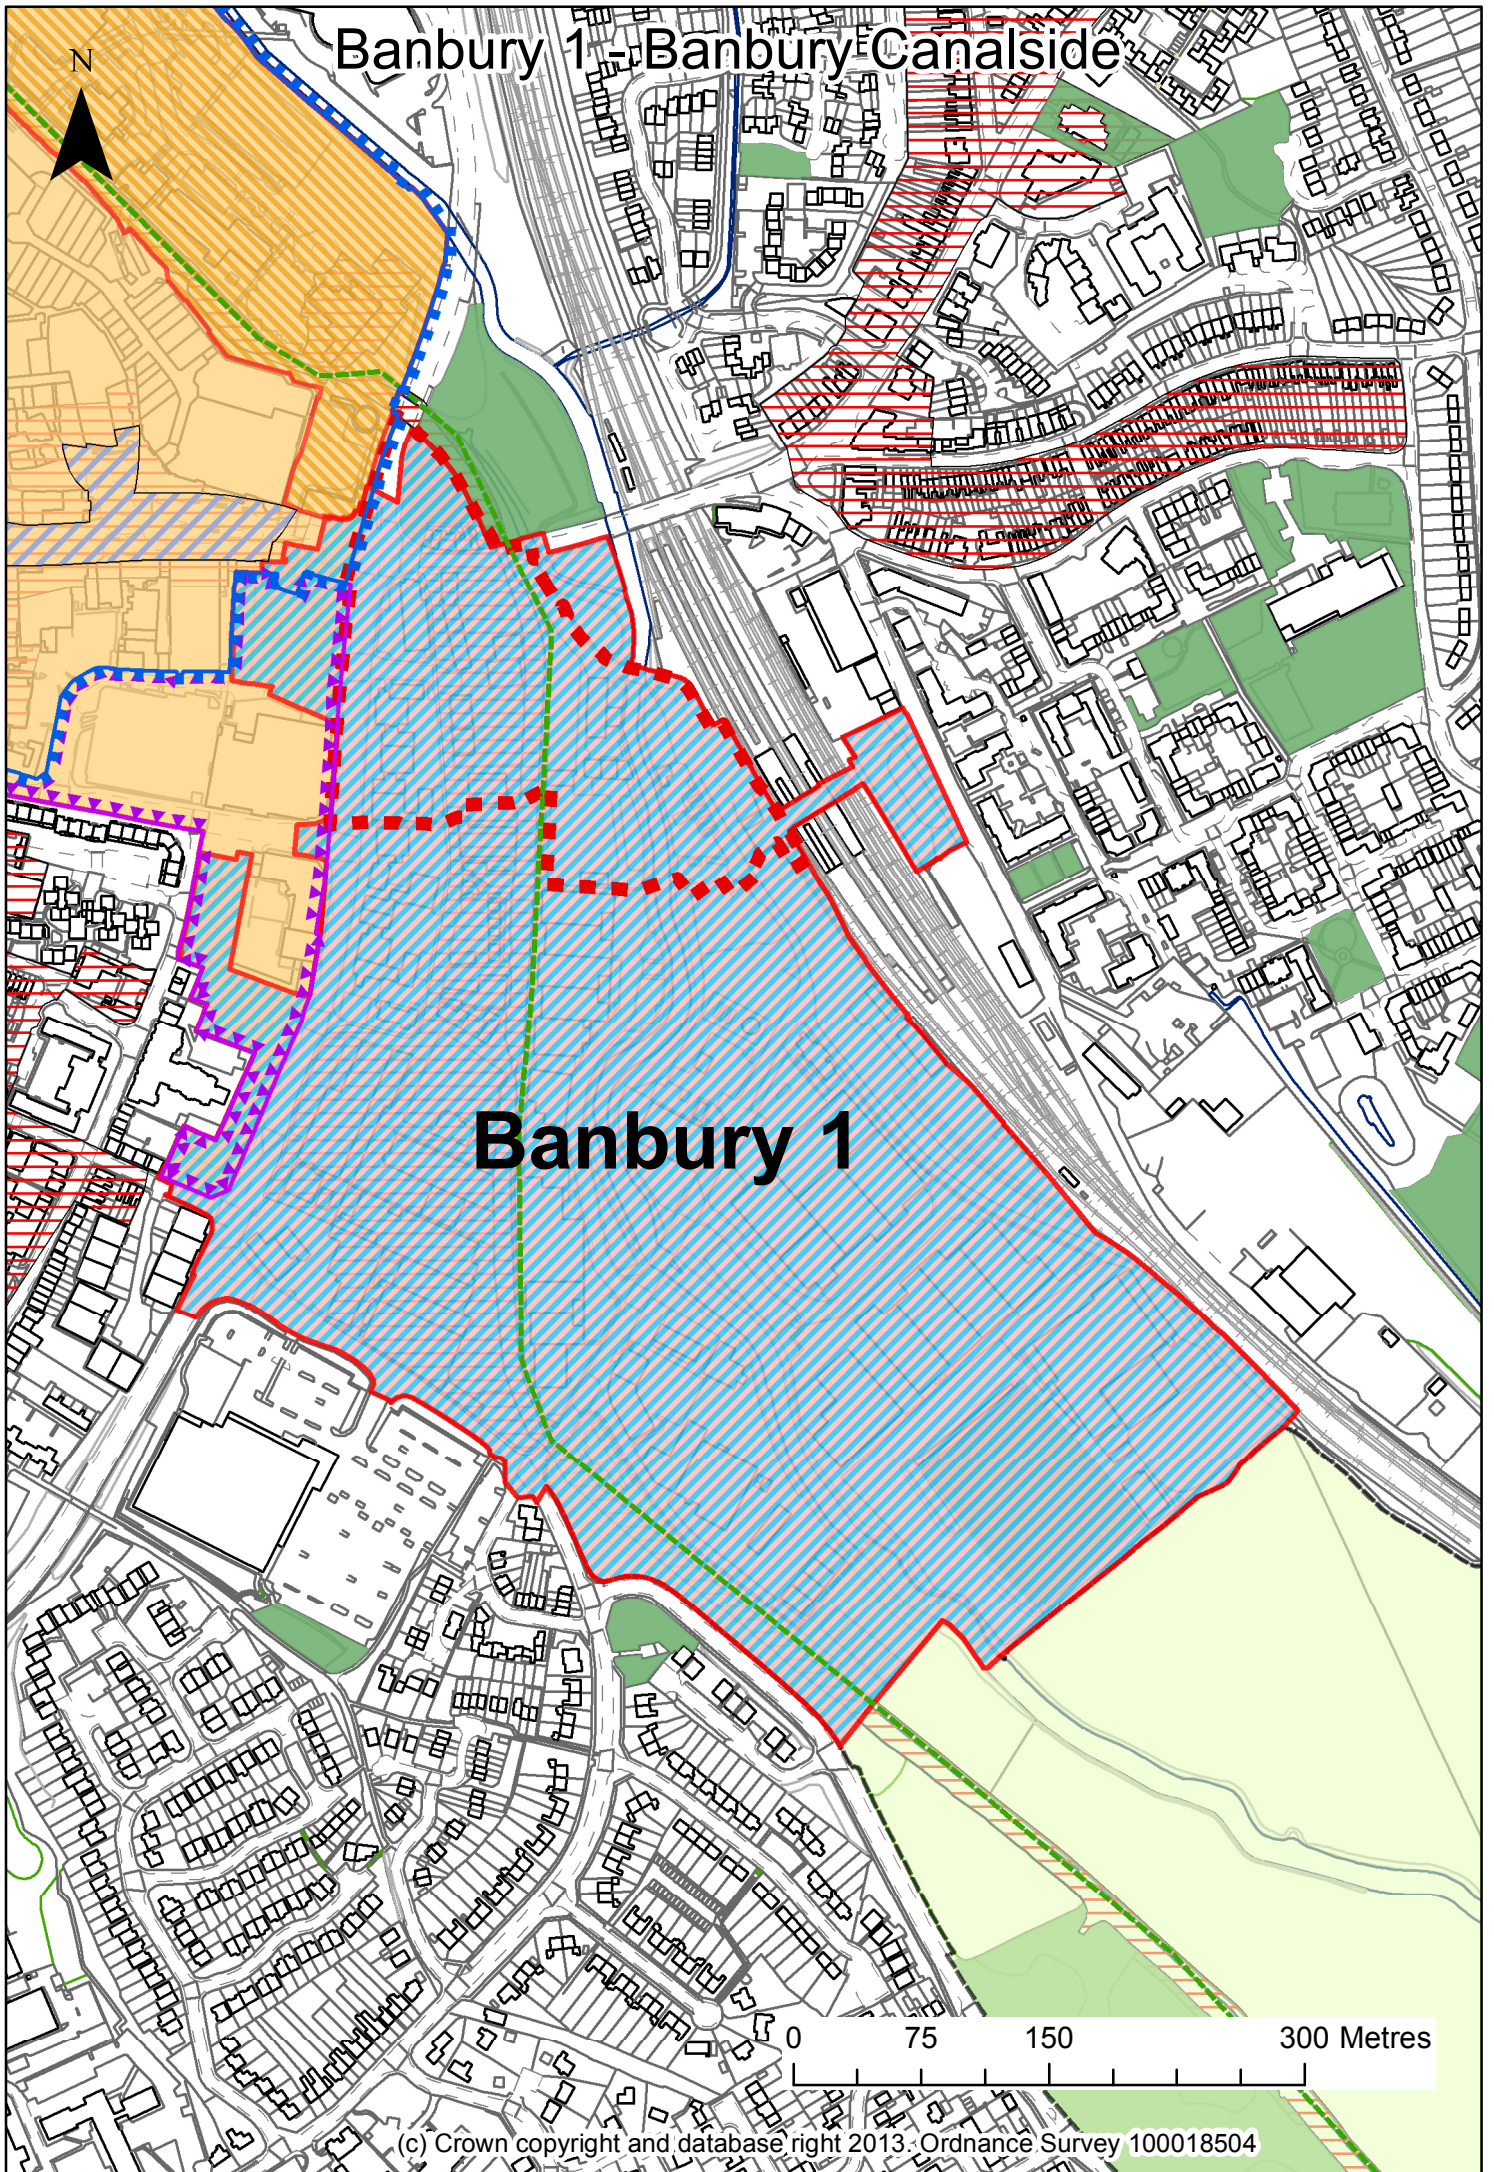 Banbury 1 - Banbury Canalside
N
Banbury 1
0 75 150 300 Metres
(c) Crown copyright and database right 2013. Ordnance Survey 100018504